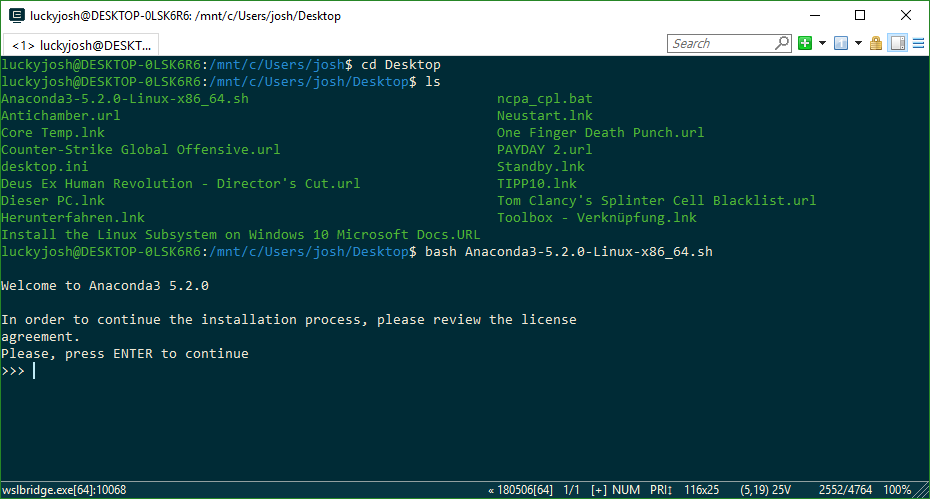 luckyjosh@DESKTOP-0LSK6R6: /mnt/c/Users/josh/Desktop
<1> luckyjosh@DESKT...
Search
luckyjosh@DESKTOP-0LSK6R6:/mnt/c/Users/josh$ cd Desktop
luckyjosh@DESKTOP-0LSK6R6:/mnt/c/Users/josh/Desktop$ ls
Anaconda3-5.2.0-Linux-x86_64.sh ncpa_cpl.bat
Antichamber.url Neustart.lnk
Core Temp.lnk One Finger Death Punch.url
Counter-Strike Global Offensive.url PAYDAY 2.url
desktop.ini Standby.lnk
Deus Ex Human Revolution - Director's Cut.url TIPP10.lnk
Dieser PC.lnk Tom Clancy's Splinter Cell Blacklist.url
Herunterfahren.lnk Toolbox - Verknüpfung.lnk
Install the Linux Subsystem on Windows 10 Microsoft Docs.URL
luckyjosh@DESKTOP-0LSK6R6:/mnt/c/Users/josh/Desktop$ bash Anaconda3-5.2.0-Linux-x86_64.sh
Welcome to Anaconda3 5.2.0
In order to continue the installation process, please review the license
agreement.
Please, press ENTER to continue
>>>
wslbridge.exe[64]:10068 « 180506[64] 1/1 [+] NUM PRI↕ 116x25 (5,19) 25V 2552/4764 100%